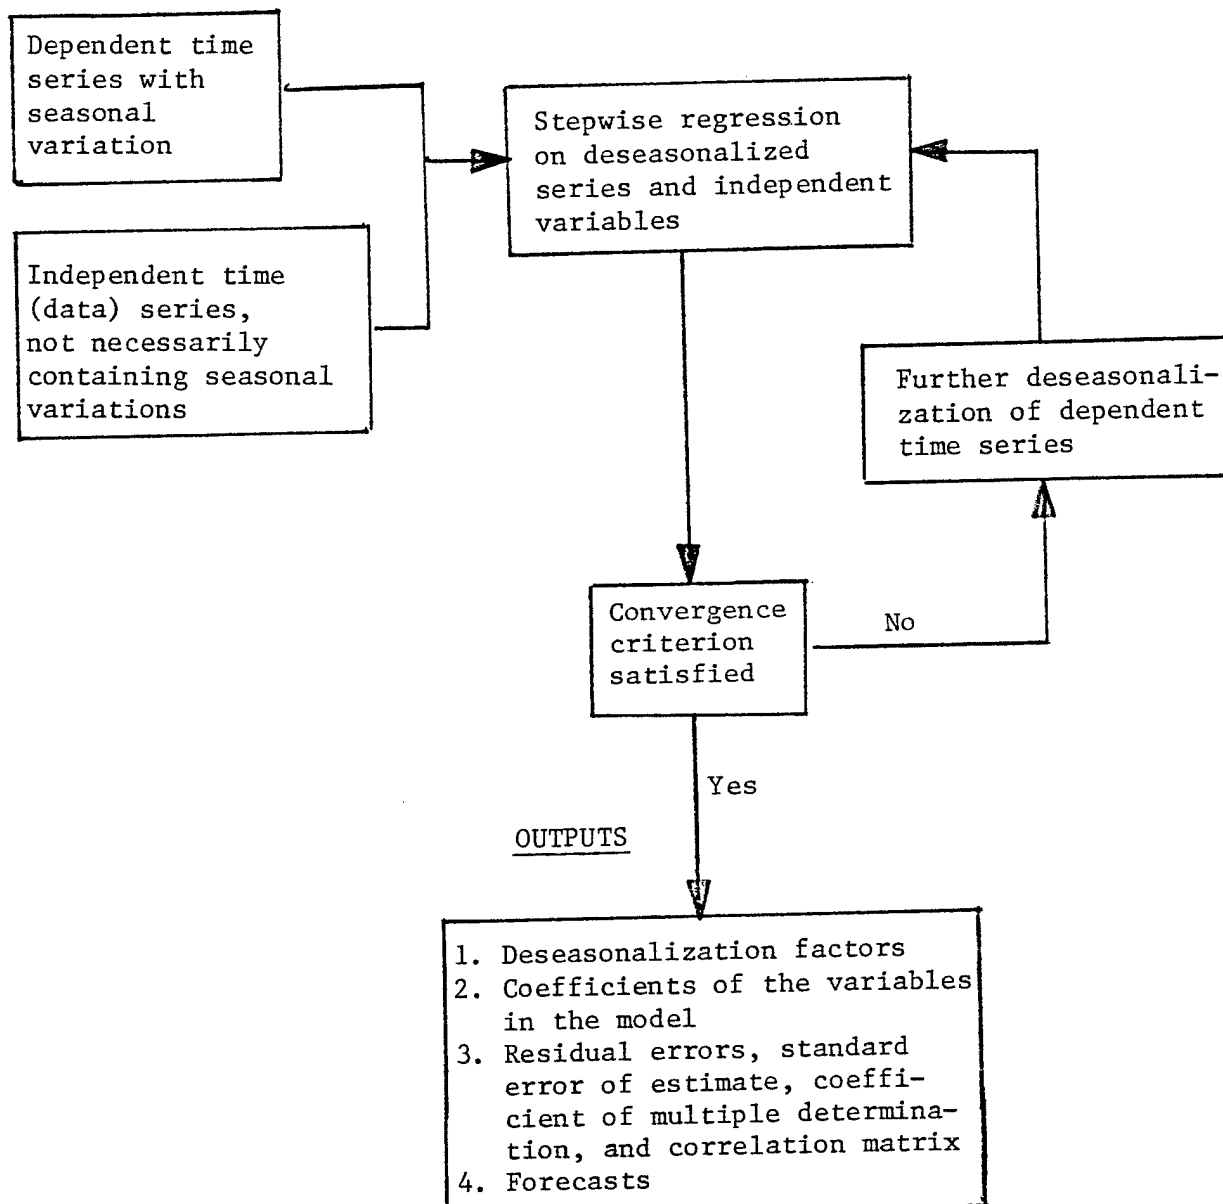 Dependent time
series with
seasonal
variation
Stepwise regression
on deseasonalized
series and independent
variables
Independent time
(data) series,
not necessarily
containing seasonal
variations
Further deseasonali-
zation of dependent
time series
Convergence
criterion
satisfied
No
Yes
OUTPUTS
1. Deseasonalization factors
2. Coefficients of the variables
in the model
3. Residual errors, standard
error of estimate, coeffi-
cient of multiple determina-
tion, and correlation matrix
4. Forecasts